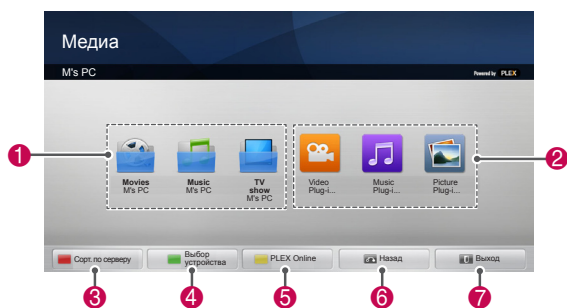 Медиа
M's PC
Powered by PLEX
1
2
Movies
M's PC
Music
M's PC
TV
show
M's PC
Video
Plug-i...
Music
Plug-i...
Picture
Plug-i...
Сорт.по серверу
Выбор
устройства
PLEX Online
Назад
Выход
3
4
5
6
7